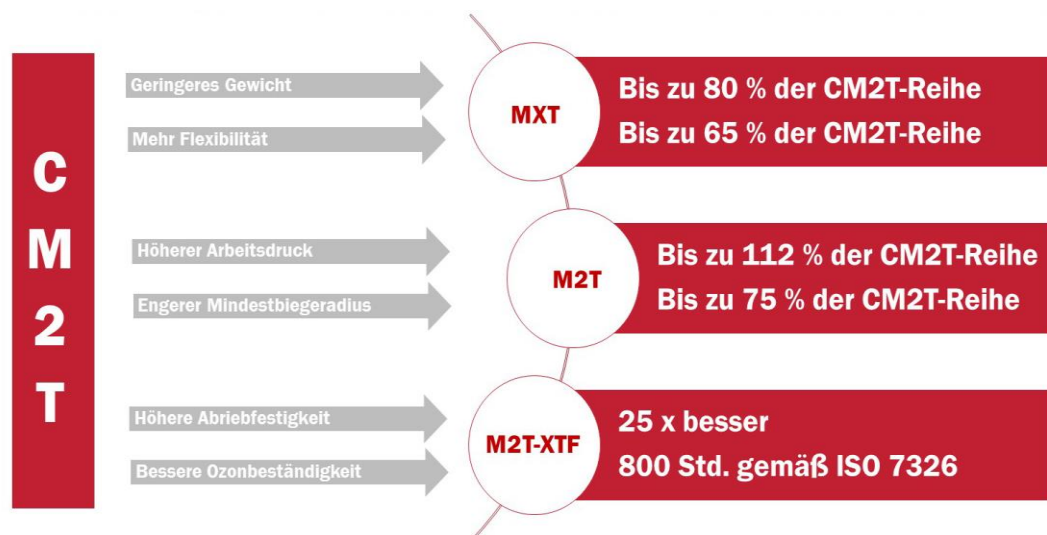 CM2T
Geringeres Gewicht
Mehr Flexibilität
MXT
Bis zu 80 % der CM2T-Reihe
Bis zu 65 % der CM2T-Reihe
Höherer Arbeitsdruck
Engerer Mindestbiegeradius
M2T
Bis zu 112 % der CM2T-Reihe
Bis zu 75 % der CM2T-Reihe
Höhere Abriebfestigkeit
Bessere Ozonbeständigkeit
M2T-XTF
25 x besser
800 Std. gemäß ISO 7326